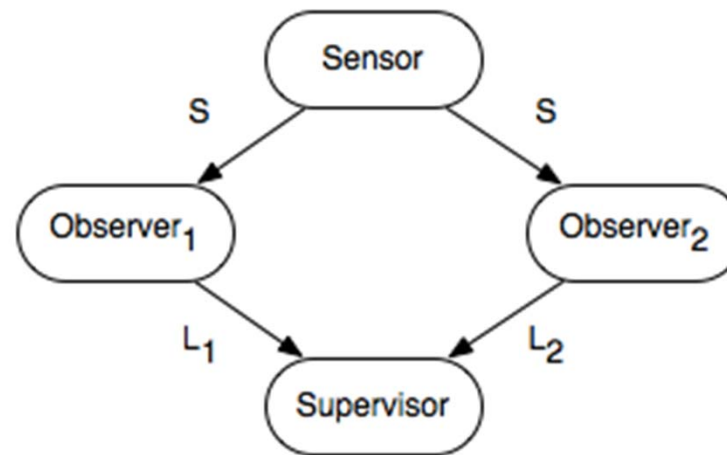 Sensor
S S
Observer₁ Observer₂
L₁ L₂
Supervisor